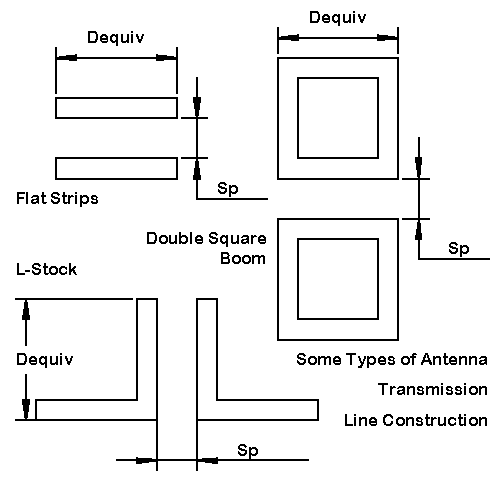 Dequiv
Dequiv
Sp
Flat Strips
Double Square
Boom
Sp
L-Stock
Dequiv
Some Types of Antenna
Transmission
Line Construction
Sp